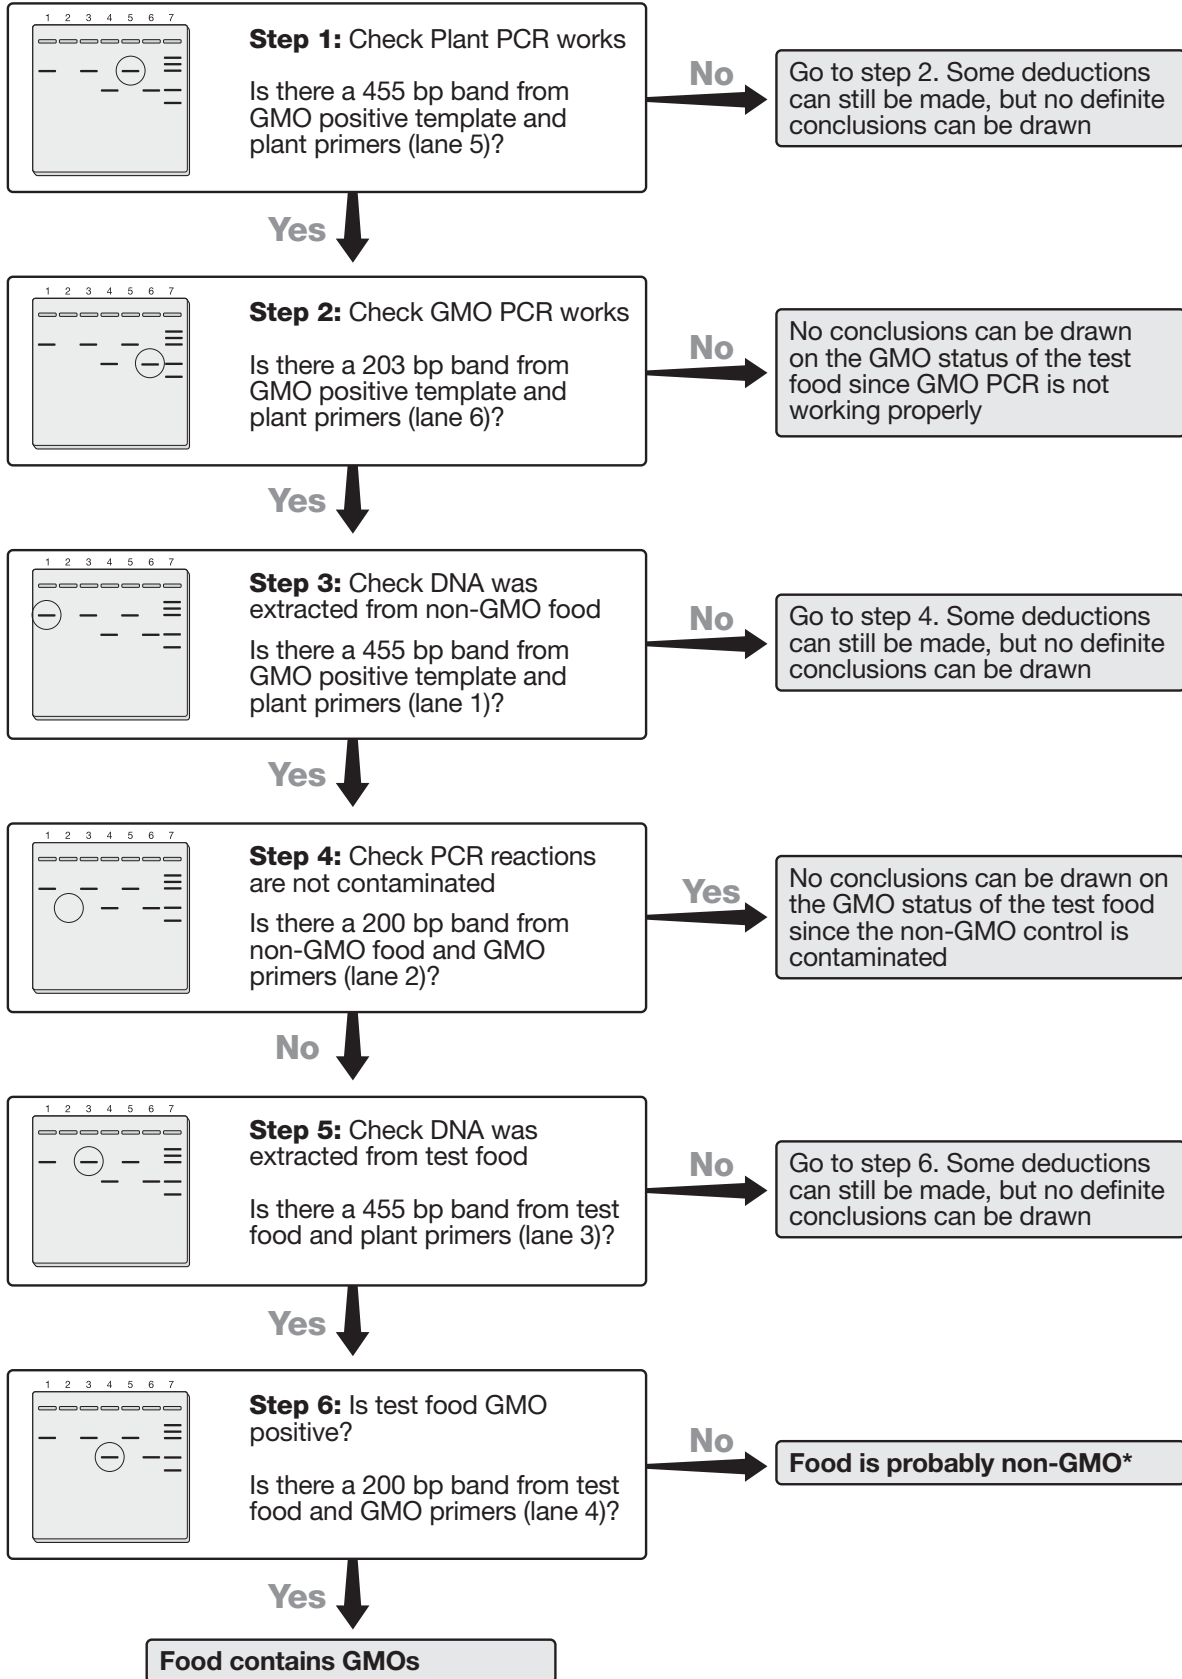 1 2 3 4 5 6 7
Step 1: Check Plant PCR works
Is there a 455 bp band from
GMO positive template and
plant primers (lane 5)?
No
Go to step 2. Some deductions
can still be made, but no definite
conclusions can be drawn
Yes
1 2 3 4 5 6 7
Step 2: Check GMO PCR works
Is there a 203 bp band from
GMO positive template and
plant primers (lane 6)?
No
No conclusions can be drawn
on the GMO status of the test
food since GMO PCR is not
working properly
Yes
1 2 3 4 5 6 7
Step 3: Check DNA was
extracted from non-GMO food
Is there a 455 bp band from
GMO positive template and
plant primers (lane 1)?
No
Go to step 4. Some deductions
can still be made, but no definite
conclusions can be drawn
Yes
1 2 3 4 5 6 7
Step 4: Check PCR reactions
are not contaminated
Is there a 200 bp band from
non-GMO food and GMO
primers (lane 2)?
Yes
No conclusions can be drawn on
the GMO status of the test food
since the non-GMO control is
contaminated
No
1 2 3 4 5 6 7
Step 5: Check DNA was
extracted from test food
Is there a 455 bp band from test
food and plant primers (lane 3)?
No
Go to step 6. Some deductions
can still be made, but no definite
conclusions can be drawn
Yes
1 2 3 4 5 6 7
Step 6: Is test food GMO
positive?
Is there a 200 bp band from test
food and GMO primers (lane 4)?
No
Food is probably non-GMO*
Yes
Food contains GMOs